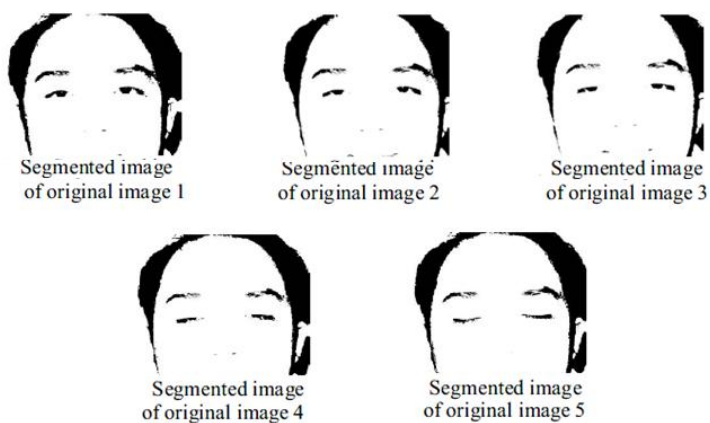 Segmented image
of original image 1
Segmented image
of original image 2
Segmented image
of original image 3
Segmented image
of original image 4
Segmented image
of original image 5